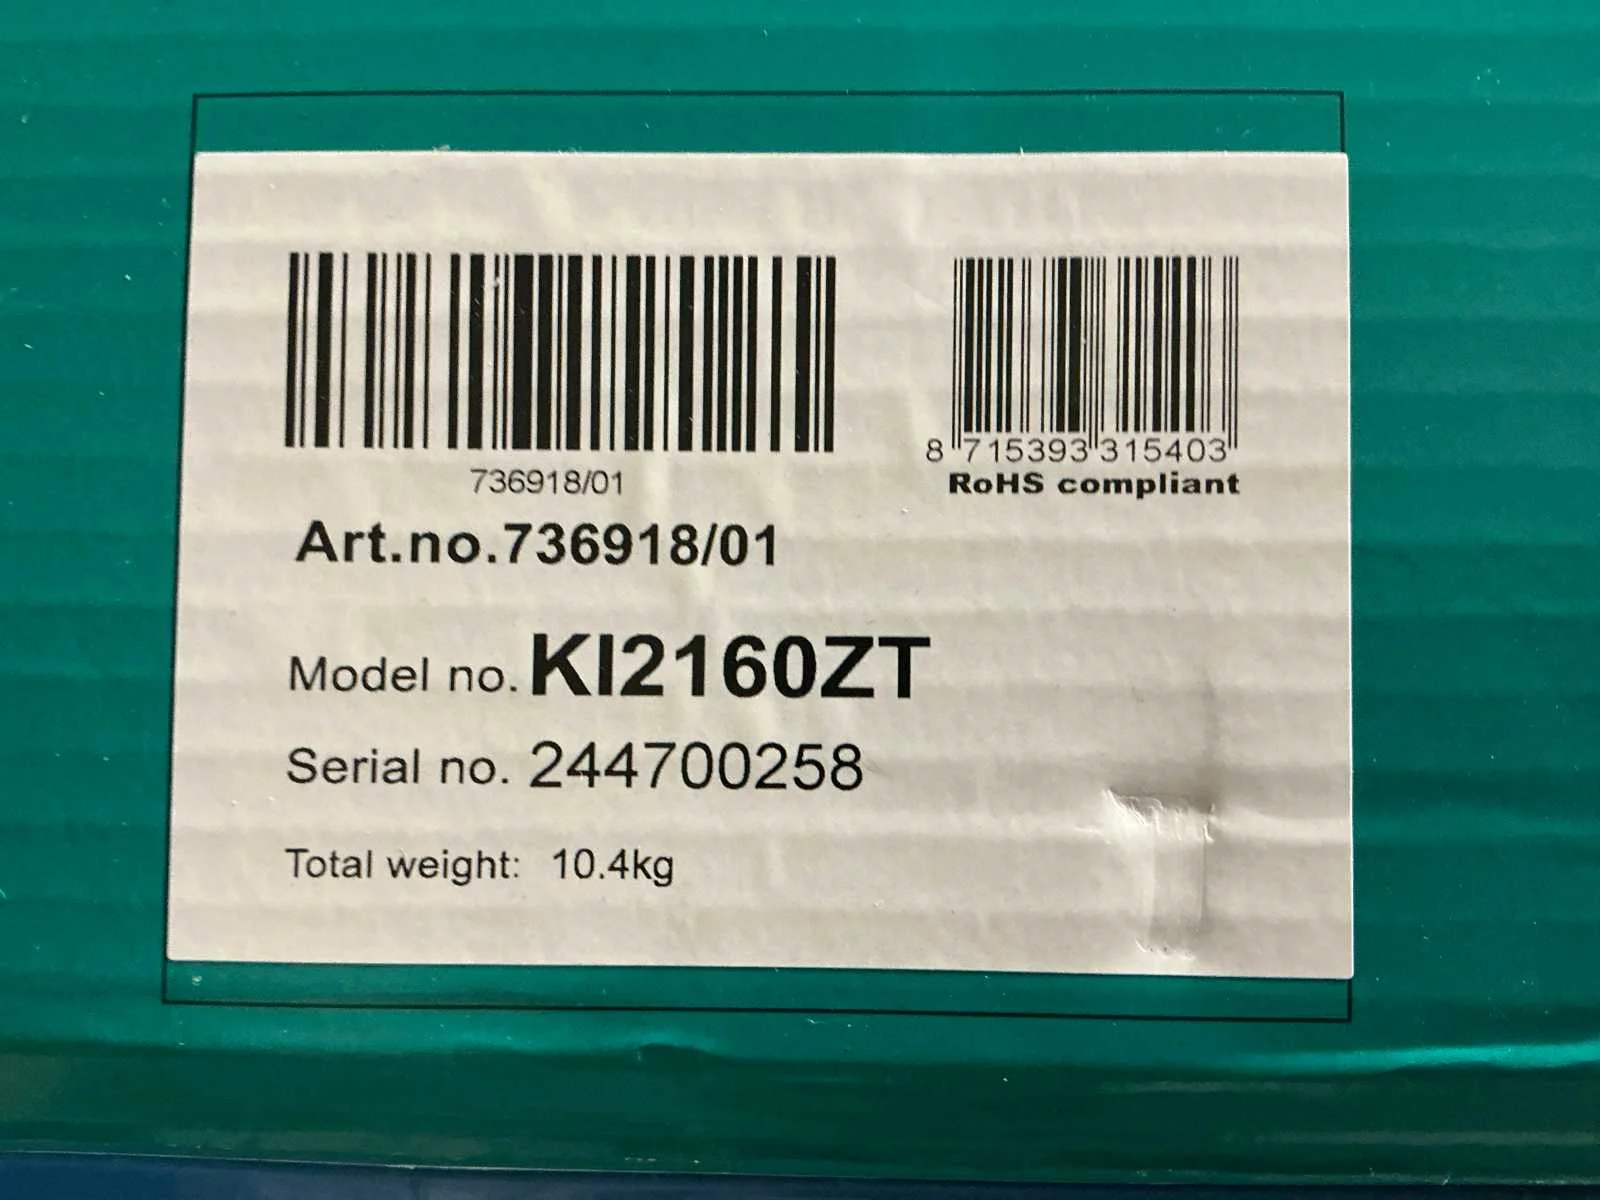 736918/01
8 715393 315403
RoHS compliant
Art.no.736918/01
Model no. KI2160ZT
Serial no. 244700258
Total weight: 10.4kg